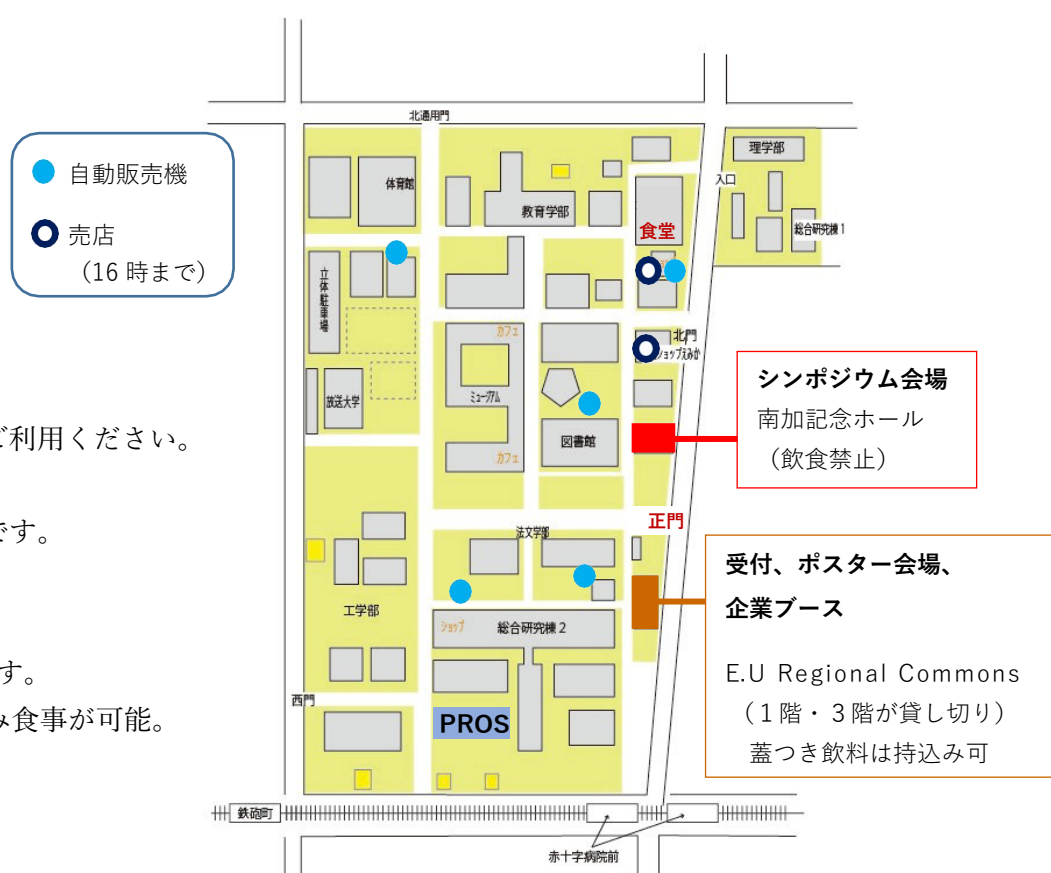 北通用門
自動販売機
売店
（16 時まで）
体育館
教育学部
食堂
理学部
入口
総合研究棟1
立体駐車場
カフェ
北門
ショップえみか
放送大学
ミュージアム
図書館
カフェ
シンポジウム会場
南加記念ホール
（飲食禁止）
ご利用ください。
です。
正門
法文学部
受付、ポスター会場、
企業ブース
E.U Regional Commons
（１階・３階が貸し切り）
蓋つき飲料は持込み可
工学部
ショップ
総合研究棟２
す。
み食事が可能。
西門
PROS
鉄砲町
赤十字病院前